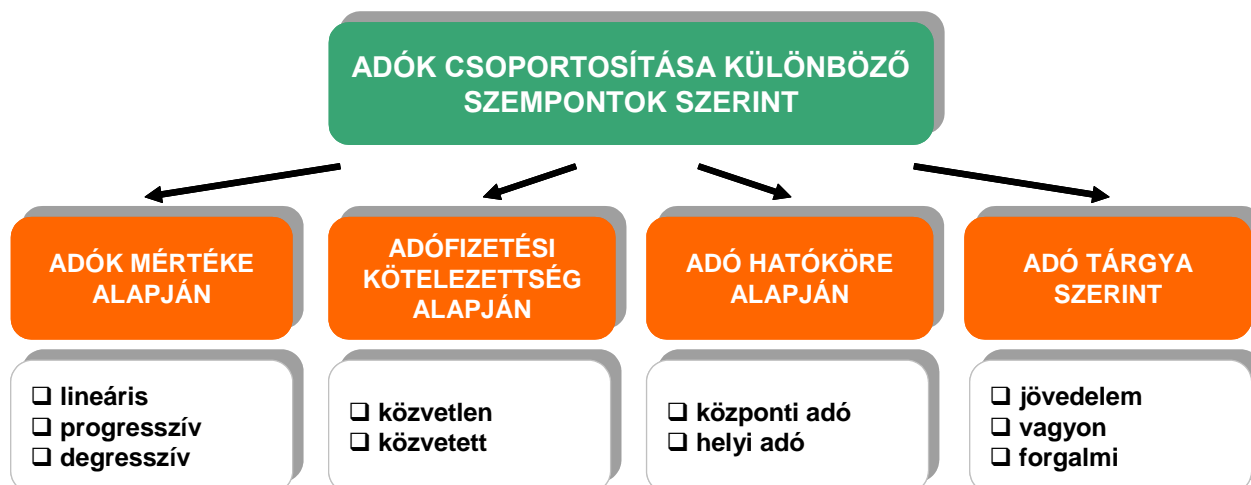 ADÓK CSOPORTOSÍTÁSA KÜLÖNBÖZŐ
SZEMPONTOK SZERINT
ADÓK MÉRTÉKE
ALAPJÁN
❑ lineáris
❑ progresszív
❑ degresszív
ADÓFIZETÉSI
KÖTELEZETTSÉG
ALAPJÁN
❑ közvetlen
❑ közvetett
ADÓ HATÓKÖRE
ALAPJÁN
❑ központi adó
❑ helyi adó
ADÓ TÁRGYA
SZERINT
❑ jövedelem
❑ vagyon
❑ forgalmi